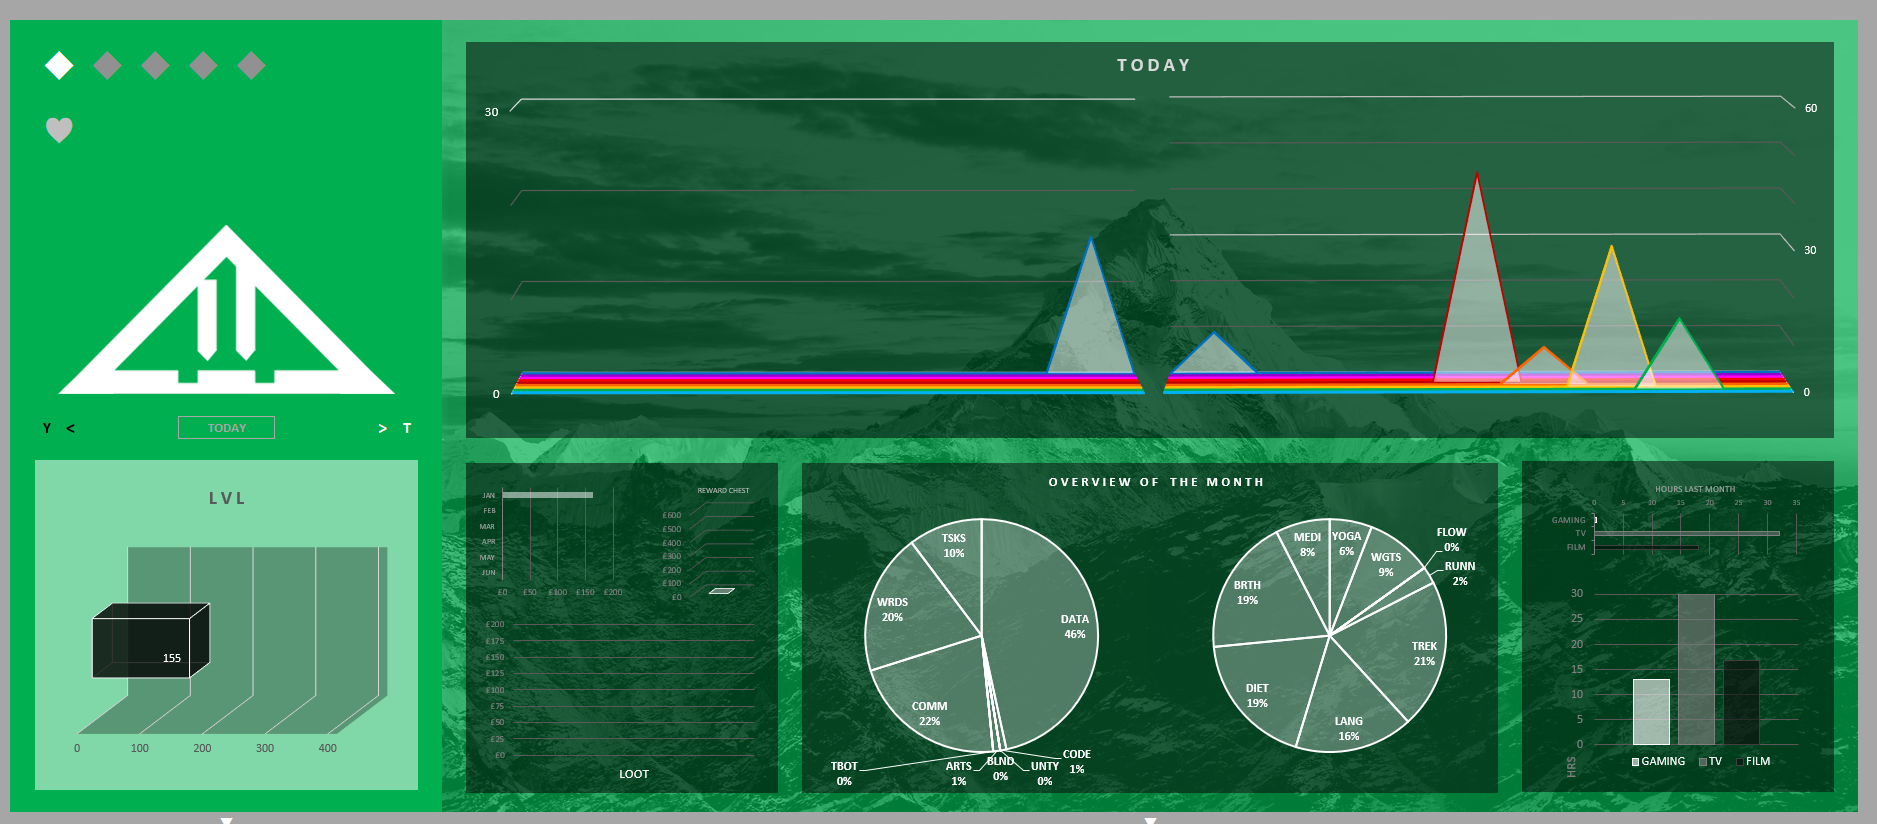 TODAY
30
0
60
30
0
Y < TODAY > T
LVL
155
0 100 200 300 400
JAN
FEB
MAR
APR
MAY
JUN
£0 £50 £100 £150 £200
REWARD CHEST
£600
£500
£400
£300
£200
£100
£0
£200
£175
£150
£125
£100
£75
£50
£25
£0
LOOT
OVERVIEW OF THE MONTH
TSKS
10%
WRDS
20%
DATA
46%
COMM
22%
TBOT
0%
ARTS
1%
BLND
0%
UNTY
0%
CODE
1%
MEDI
8%
YOGA
6%
WGTS
9%
FLOW
0%
RUNN
2%
BRTH
19%
TREK
21%
DIET
19%
LANG
16%
HOURS LAST MONTH
0 5 10 15 20 25 30 35
GAMING 1
TV
FILM
30
25
20
15
10
5
0
HRS
GAMING TV FILM